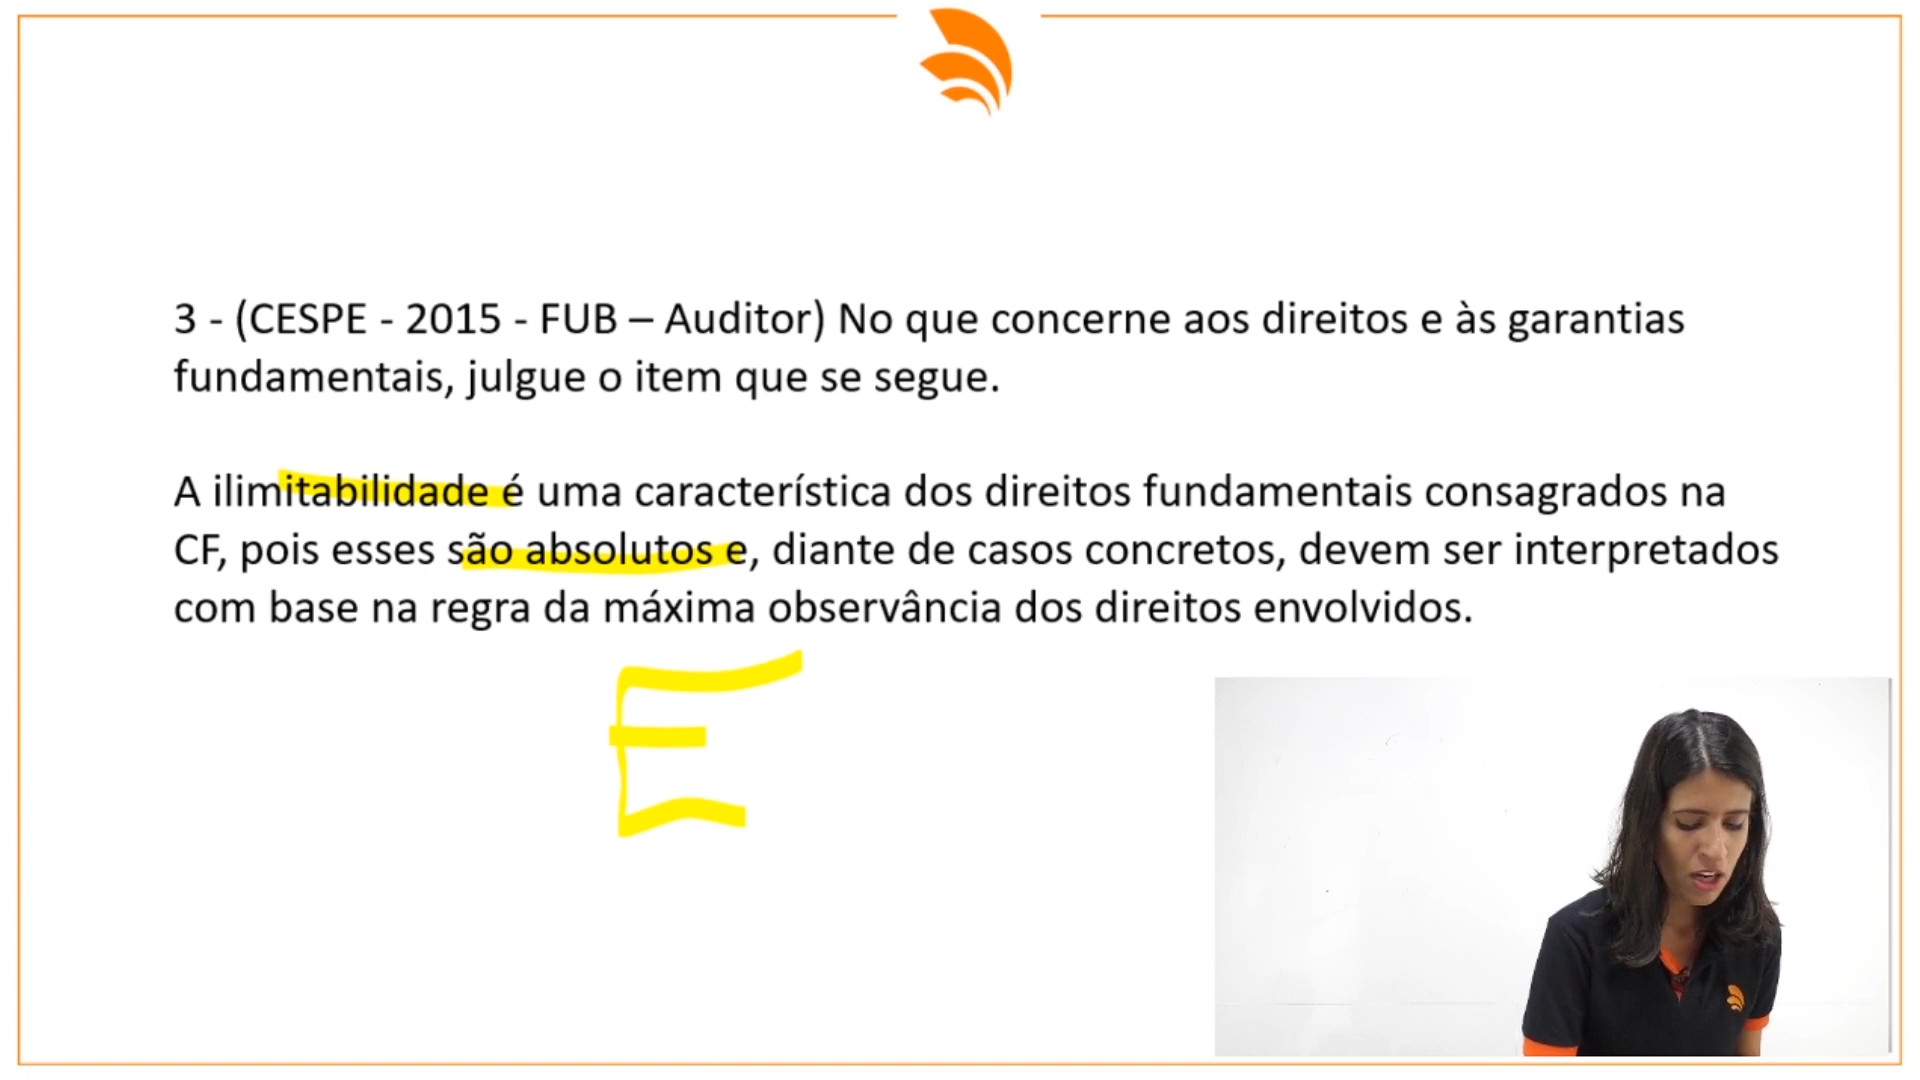 3 - (CESPE - 2015 - FUB – Auditor) No que concerne aos direitos e às garantias
fundamentais, julgue o item que se segue.
A ilimitabilidade é uma característica dos direitos fundamentais consagrados na
CF, pois esses são absolutos e, diante de casos concretos, devem ser interpretados
com base na regra da máxima observância dos direitos envolvidos.
E